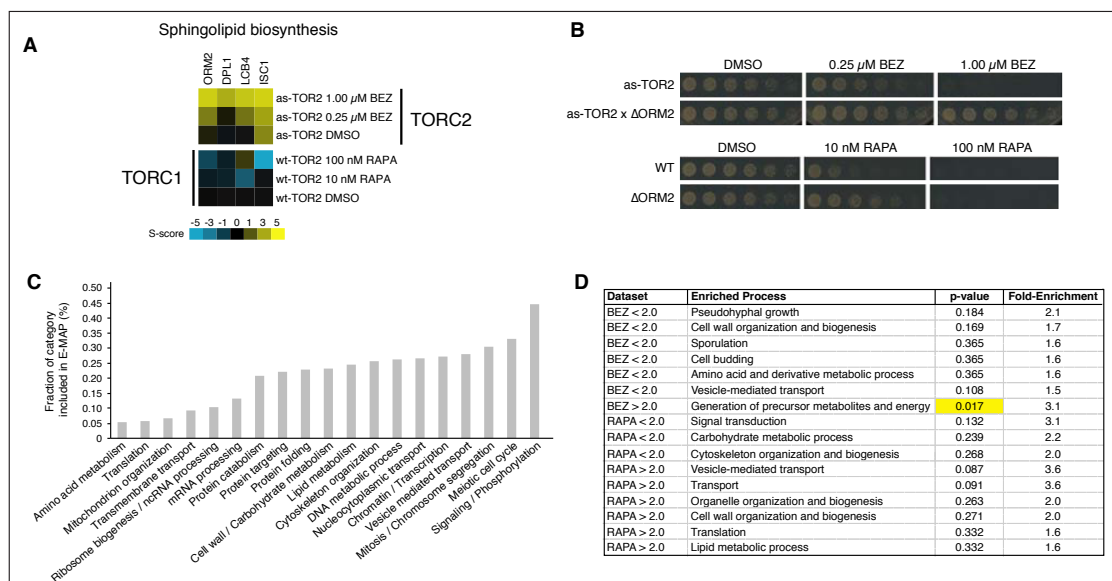 A
Sphingolipid biosynthesis
ORM2
DPL1
LCB4
ISC1
as-TOR2 1.00 µM BEZ
as-TOR2 0.25 µM BEZ
as-TOR2 DMSO
TORC2
TORC1
wt-TOR2 100 nM RAPA
wt-TOR2 10 nM RAPA
wt-TOR2 DMSO
-5 -3 -1 0 1 3 5
S-score
B
DMSO 0.25 µM BEZ 1.00 µM BEZ
as-TOR2
as-TOR2 x ΔORM2
DMSO 10 nM RAPA 100 nM RAPA
WT
ΔORM2
C
Fraction of category
included in E-MAP (%)
0.50
0.45
0.40
0.35
0.30
0.25
0.20
0.15
0.10
0.05
0
Amino acid metabolism
Translation
Mitochondrion organization
Transmembrane transport
Ribosome biogenesis / ncRNA processing
mRNA processing
Protein catabolism
Protein targeting
Protein folding
Cell wall / Carbohydrate metabolism
Lipid metabolism
Cytoskeleton organization
DNA metabolic process
Nucleocytoplasmic transport
Chromatin / Transcription
Vesicle mediated transport
Mitosis / Chromosome segregation
Meiotic cell cycle
Signaling / Phosphorylation
D
Dataset Enriched Process p-value Fold-Enrichment
BEZ < 2.0 Pseudohyphal growth 0.184 2.1
BEZ < 2.0 Cell wall organization and biogenesis 0.169 1.7
BEZ < 2.0 Sporulation 0.365 1.6
BEZ < 2.0 Cell budding 0.365 1.6
BEZ < 2.0 Amino acid and derivative metabolic process 0.365 1.6
BEZ < 2.0 Vesicle-mediated transport 0.108 1.5
BEZ > 2.0 Generation of precursor metabolites and energy 0.017 3.1
RAPA < 2.0 Signal transduction 0.132 3.1
RAPA < 2.0 Carbohydrate metabolic process 0.239 2.2
RAPA < 2.0 Cytoskeleton organization and biogenesis 0.268 2.0
RAPA > 2.0 Vesicle-mediated transport 0.087 3.6
RAPA > 2.0 Transport 0.091 3.6
RAPA > 2.0 Organelle organization and biogenesis 0.263 2.0
RAPA > 2.0 Cell wall organization and biogenesis 0.271 2.0
RAPA > 2.0 Translation 0.332 1.6
RAPA > 2.0 Lipid metabolic process 0.332 1.6